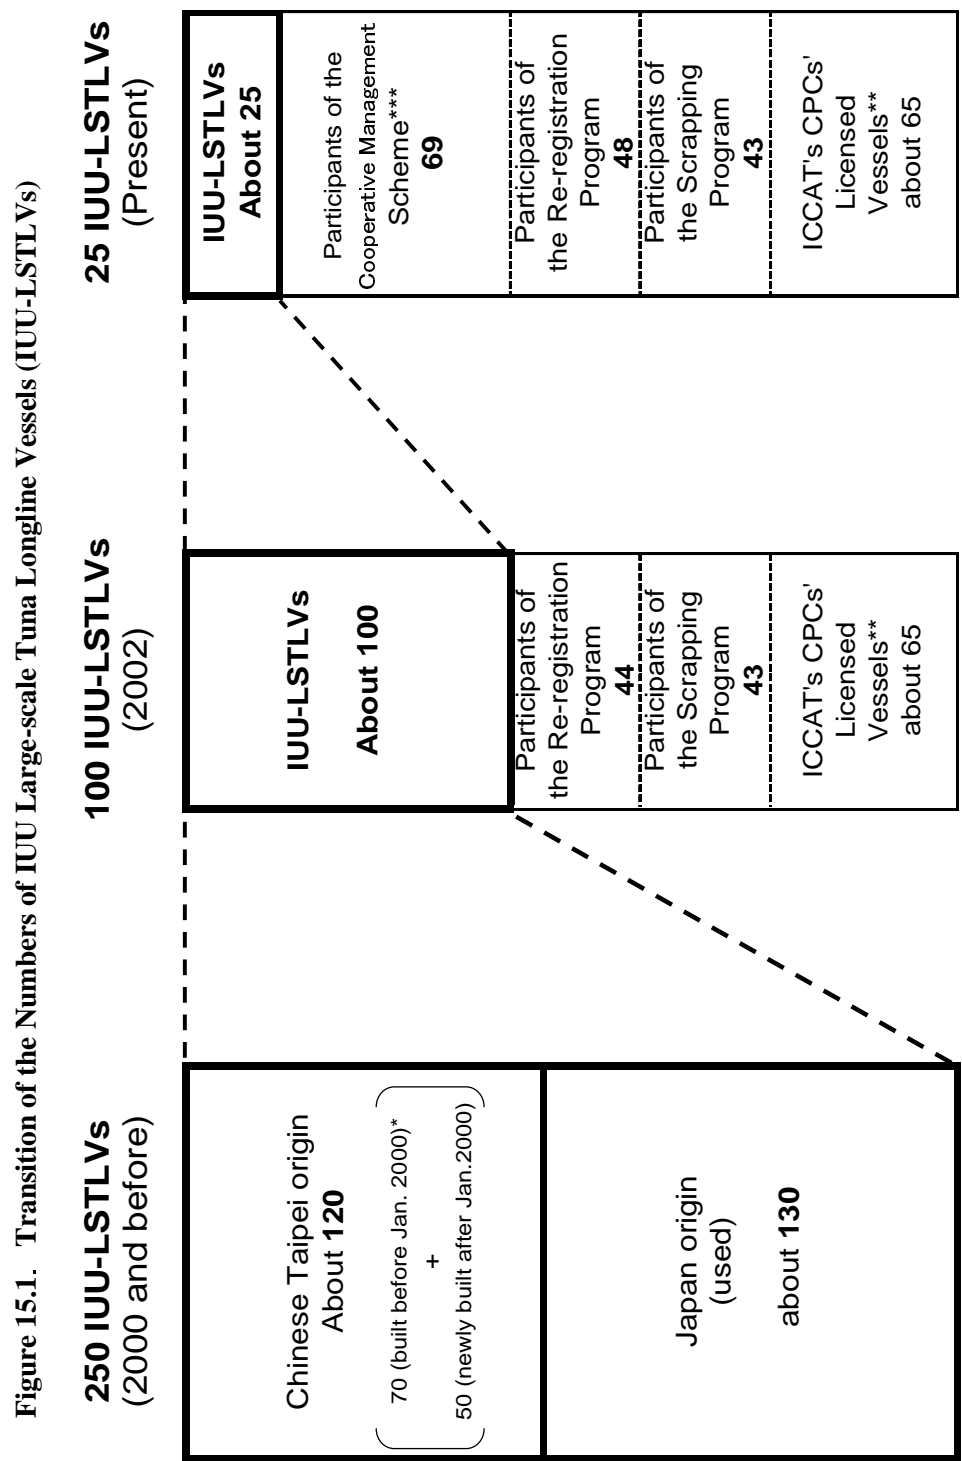 Figure 15.1. Transition of the Numbers of IUU Large-scale Tuna Longline Vessels (IUU-LSTLVs)
250 IUU-LSTLVs
(2000 and before)
Chinese Taipei origin
About 120
70 (built before Jan. 2000)*
+
50 (newly built after Jan.2000)
Japan origin
(used)
about 130
100 IUU-LSTLVs
(2002)
IUU-LSTLVs
About 100
Participants of
the Re-registration
Program
44
Participants of
the Scrapping
Program
43
ICCAT's CPCs'
Licensed
Vessels**
about 65
25 IUU-LSTLVs
(Present)
IUU-LSTLVs
About 25
Participants of the
Cooperative Management
Scheme***
69
Participants of
the Re-registration
Program
48
Participants of
the Scrapping
Program
43
ICCAT's CPCs'
Licensed
Vessels**
about 65